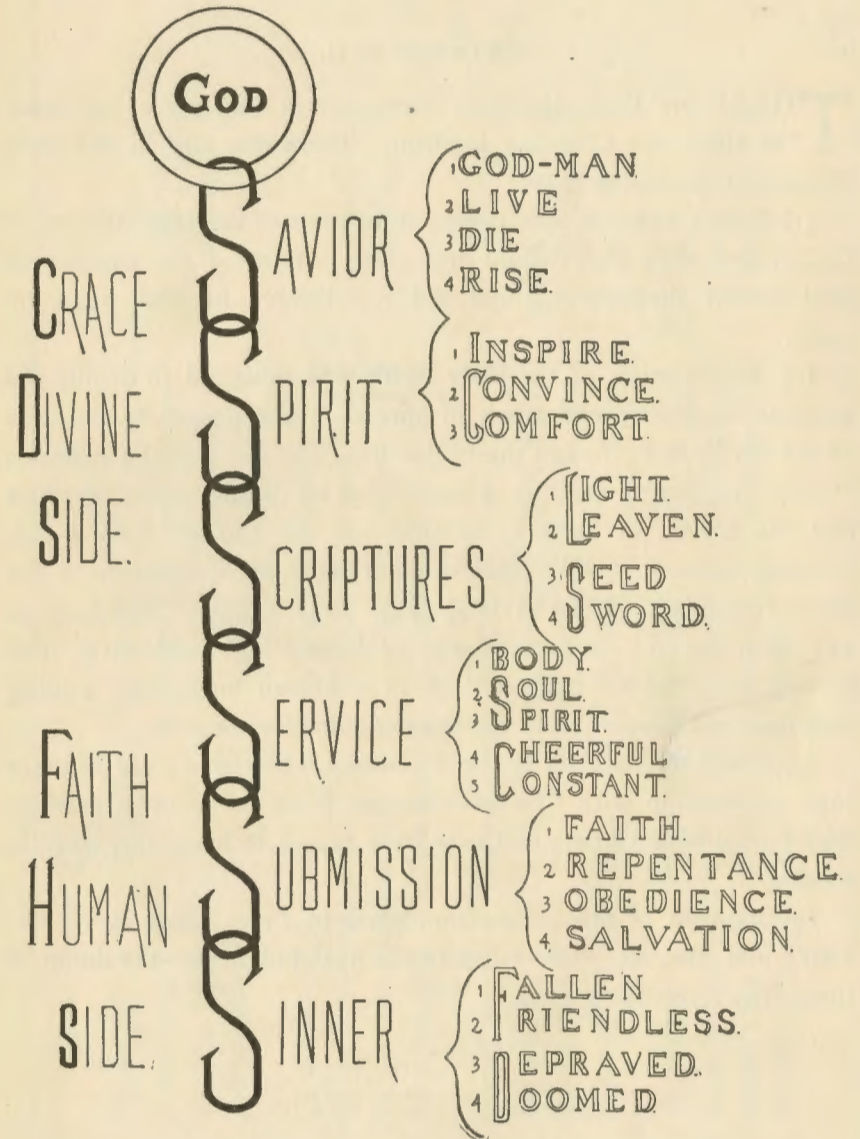 GOD
SAVIOR
1 GOD-MAN.
2 LIVE
3 DIE
4 RISE.
CRACE
DIVINE
SIDE.
SPIRIT
1 INSPIRE.
2 CONVINCE.
3 COMFORT.
SCRIPTURES
1 LIGHT.
2 LEAVEN.
3 SEED
4 SWORD.
SERVICE
1 BODY.
2 SOUL.
3 SPIRIT.
4 CHEERFUL
5 CONSTANT.
FAITH
HUMAN
SIDE.
SUBMISSION
1 FAITH.
2 REPENTANCE.
3 OBEDIENCE.
4. SALVATION.
SINNER
1 FALLEN
2 FRIENDLESS.
3 DEPRAVED.
4 DOOMED